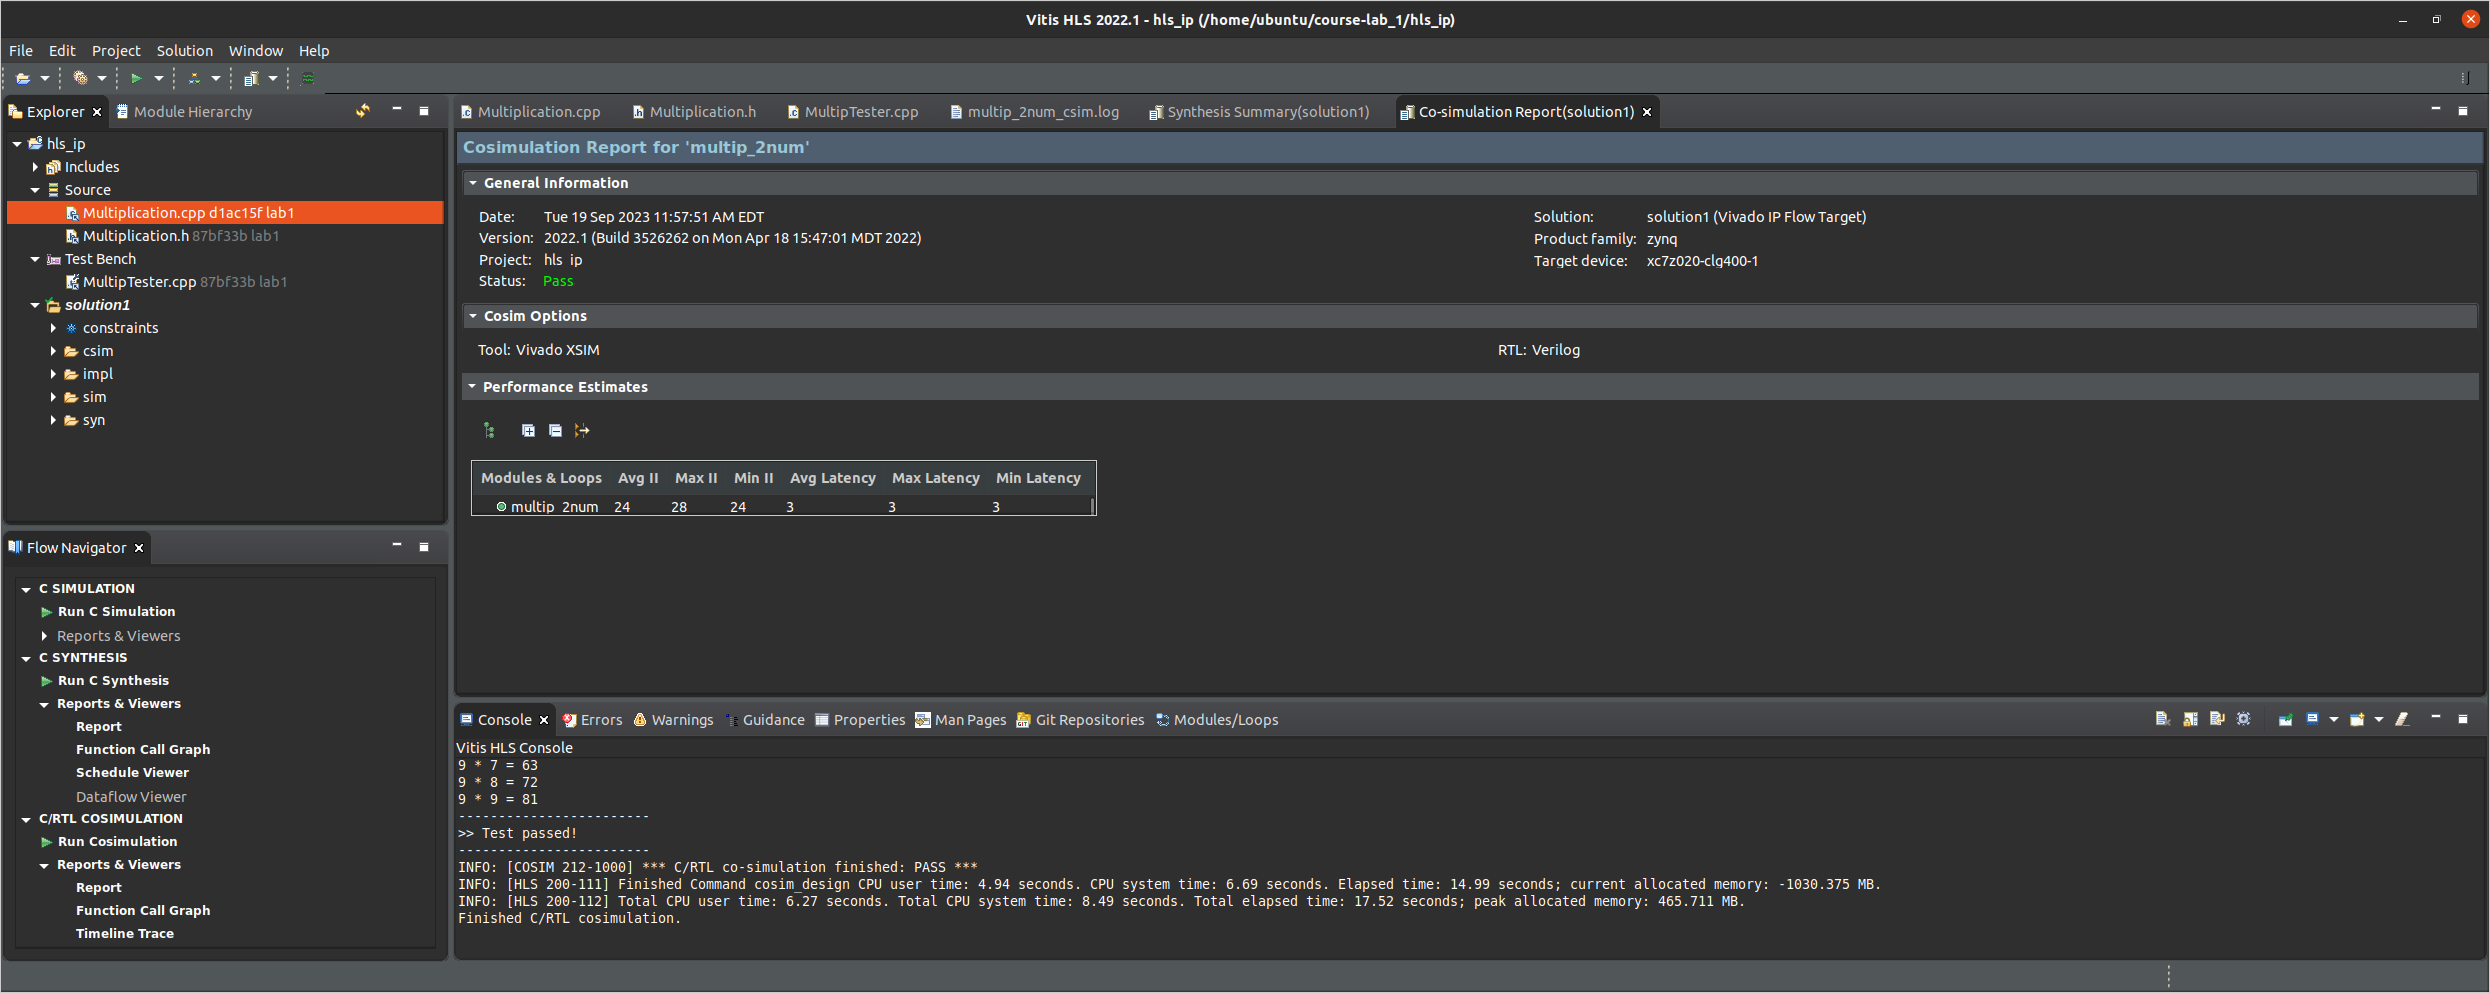 Vitis HLS 2022.1 - hls_ip (/home/ubuntu/course-lab_1/hls_ip)
File Edit Project Solution Window Help
Explorer Module Hierarchy
hls_ip
Includes
Source
Multiplication.cpp d1ac15f lab1
Multiplication.h 87bf33b lab1
Test Bench
MultipTester.cpp 87bf33b lab1
solution1
constraints
csim
impl
sim
syn
Flow Navigator
C SIMULATION
Run C Simulation
Reports & Viewers
C SYNTHESIS
Run C Synthesis
Reports & Viewers
Report
Function Call Graph
Schedule Viewer
Dataflow Viewer
C/RTL COSIMULATION
Run Cosimulation
Reports & Viewers
Report
Function Call Graph
Timeline Trace
Multiplication.cpp Multiplication.h MultipTester.cpp multip_2num_csim.log Synthesis Summary(solution1) Co-simulation Report(solution1)
Cosimulation Report for 'multip_2num'
General Information
Date: Tue 19 Sep 2023 11:57:51 AM EDT
Version: 2022.1 (Build 3526262 on Mon Apr 18 15:47:01 MDT 2022)
Project: hls_ip
Status: Pass
Solution: solution1 (Vivado IP Flow Target)
Product family: zynq
Target device: xc7z020-clg400-1
Cosim Options
Tool: Vivado XSIM RTL: Verilog
Performance Estimates
Modules & Loops Avg II Max II Min II Avg Latency Max Latency Min Latency
multip_2num 24 28 24 3 3 3
Console Errors Warnings Guidance Properties Man Pages Git Repositories Modules/Loops
Vitis HLS Console
9 * 7 = 63
9 * 8 = 72
9 * 9 = 81
------------------------
>> Test passed!
------------------------
INFO: [COSIM 212-1000] *** C/RTL co-simulation finished: PASS ***
INFO: [HLS 200-111] Finished Command cosim_design CPU user time: 4.94 seconds. CPU system time: 6.69 seconds. Elapsed time: 14.99 seconds; current allocated memory: -1030.375 MB.
INFO: [HLS 200-112] Total CPU user time: 6.27 seconds. Total CPU system time: 8.49 seconds. Total elapsed time: 17.52 seconds; peak allocated memory: 465.711 MB.
Finished C/RTL cosimulation.